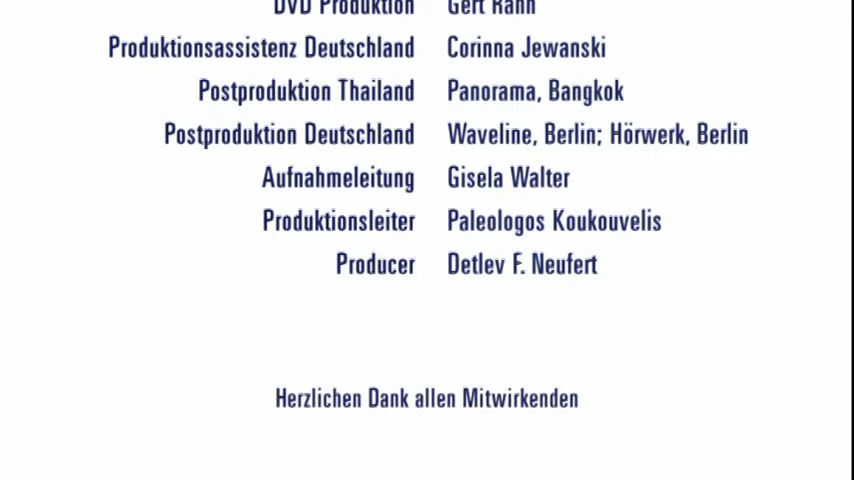 DVD Produktion Gert Rahn
Produktionsassistenz Deutschland Corinna Jewanski
Postproduktion Thailand Panorama, Bangkok
Postproduktion Deutschland Waveline, Berlin; Hörwerk, Berlin
Aufnahmeleitung Gisela Walter
Produktionsleiter Paleologos Koukouvelis
Producer Detlev F. Neufert
Herzlichen Dank allen Mitwirkenden